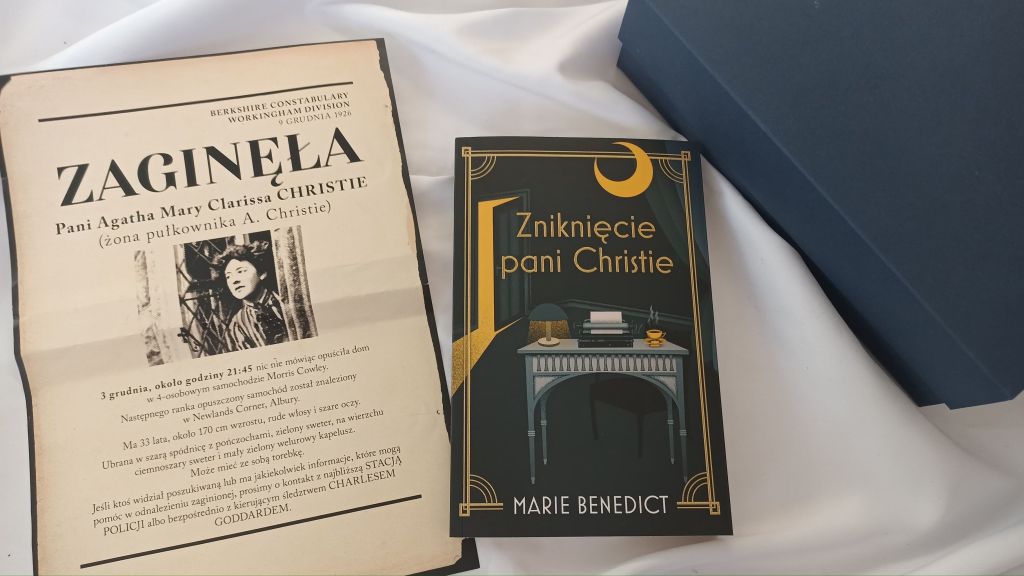 BERKSHIRE CONSTABULARY
WORKINGHAM DIVISION
9 GRUDNIA 1926
ZAGINĘŁA
Pani Agatha Mary Clarissa CHRISTIE
(żona pułkownika A. Christie)
3 grudnia, około godziny 21:45 nic nie mówiąc opuściła dom
w 4-osobowym samochodzie Morris Cowley.
Następnego ranka opuszczony samochód został znaleziony
w Newlands Corner, Albury.
Ma 33 lata, około 170 cm wzrostu, rude włosy i szare oczy.
Ubrana w szarą spódnicę z pończochami, zielony sweter, na wierzchu
ciemnoszary sweter i mały zielony welurowy kapelusz.
Może mieć ze sobą torebkę.
Jeśli ktoś widział poszukiwaną lub ma jakiekolwiek informacje, które mogą
pomóc w odnalezieniu zaginionej, prosimy o kontakt z najbliższą STACJĄ
POLICJI albo bezpośrednio z kierującym śledztwem CHARLESEM
GODDARDEM.
Zniknięcie
pani Christie
MARIE BENEDICT